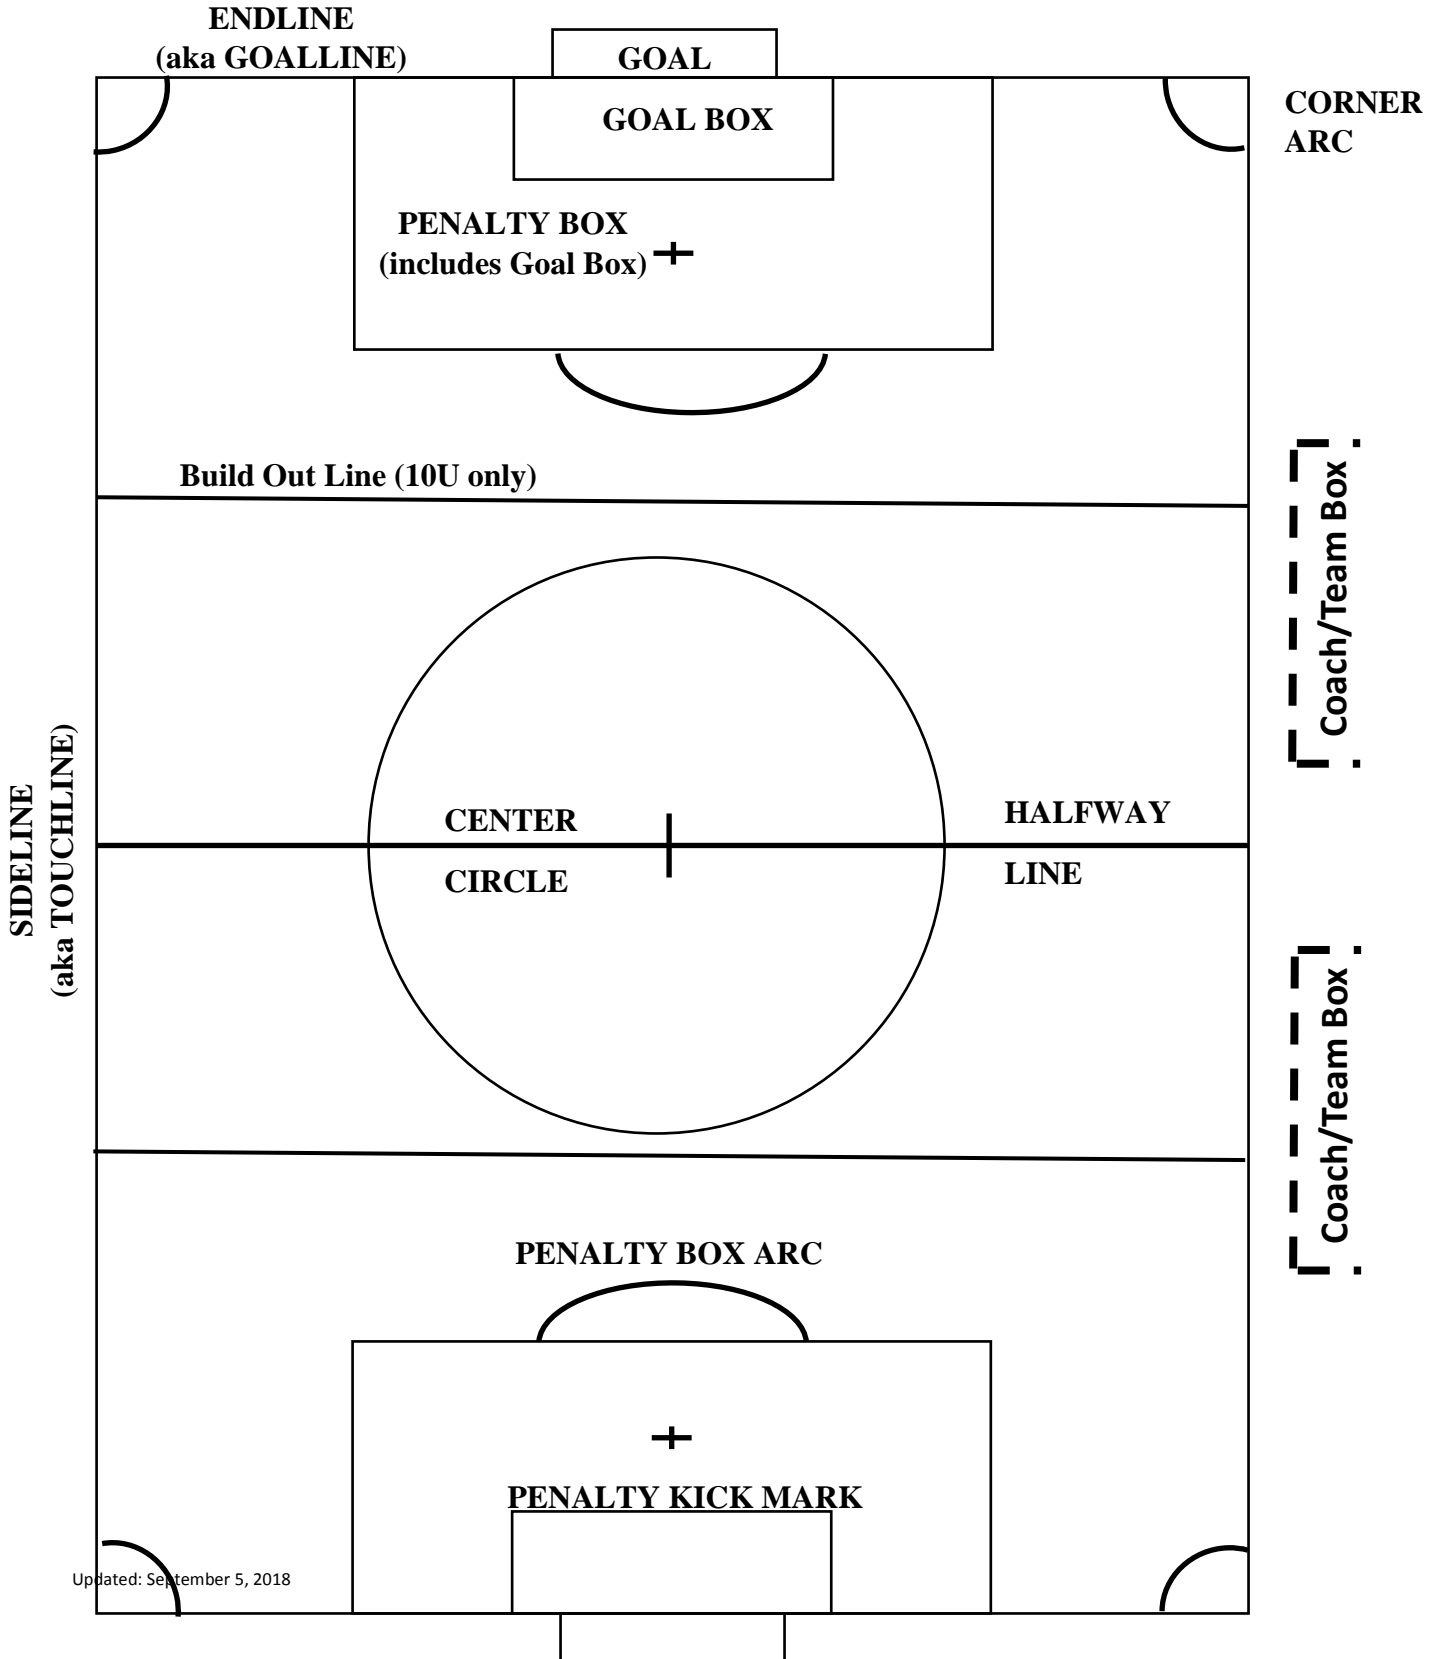 ENDLINE
(aka GOALLINE)
GOAL
GOAL BOX
CORNER
ARC
PENALTY BOX
(includes Goal Box)
Build Out Line (10U only)
Coach/Team Box
SIDELINE
(aka TOUCHLINE)
CENTER
CIRCLE
HALFWAY
LINE
Coach/Team Box
PENALTY BOX ARC
PENALTY KICK MARK
Updated: September 5, 2018